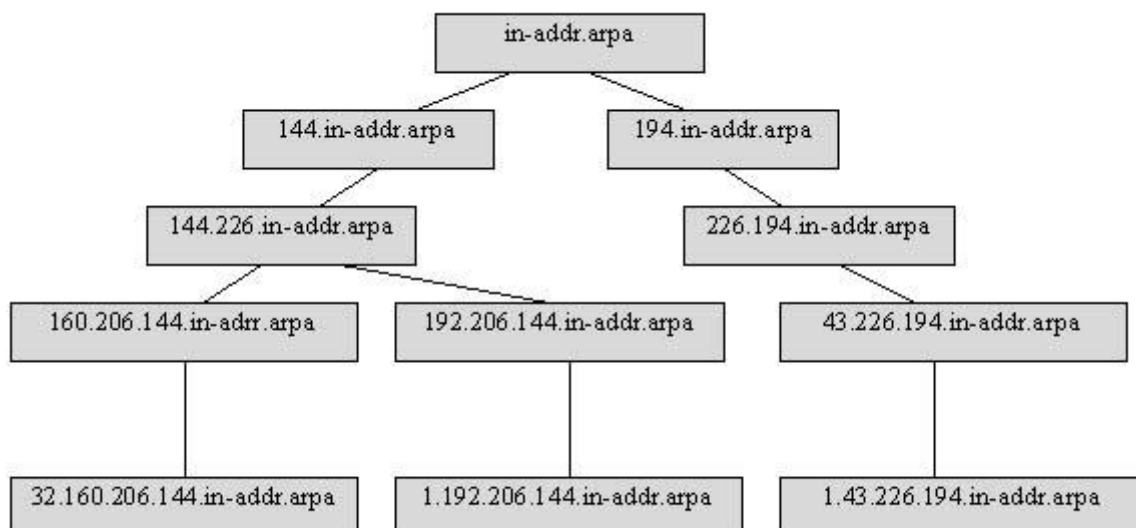 in-addr.arpa
144.in-addr.arpa
194.in-addr.arpa
144.226.in-addr.arpa
226.194.in-addr.arpa
160.206.144.in-adrr.arpa
192.206.144.in-addr.arpa
43.226.194.in-addr.arpa
32.160.206.144.in-addr.arpa
1.192.206.144.in-addr.arpa
1.43.226.194.in-addr.arpa